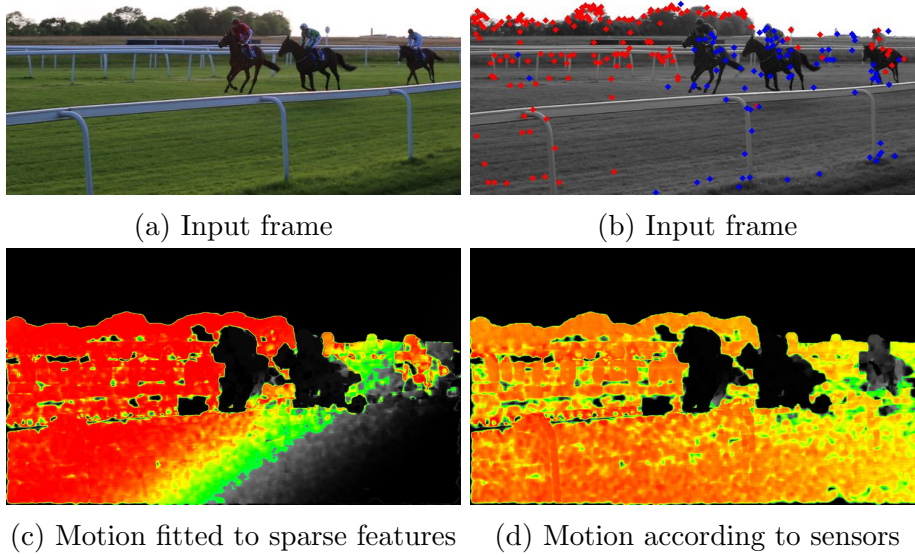 (a) Input frame
(b) Input frame
(c) Motion fitted to sparse features
(d) Motion according to sensors